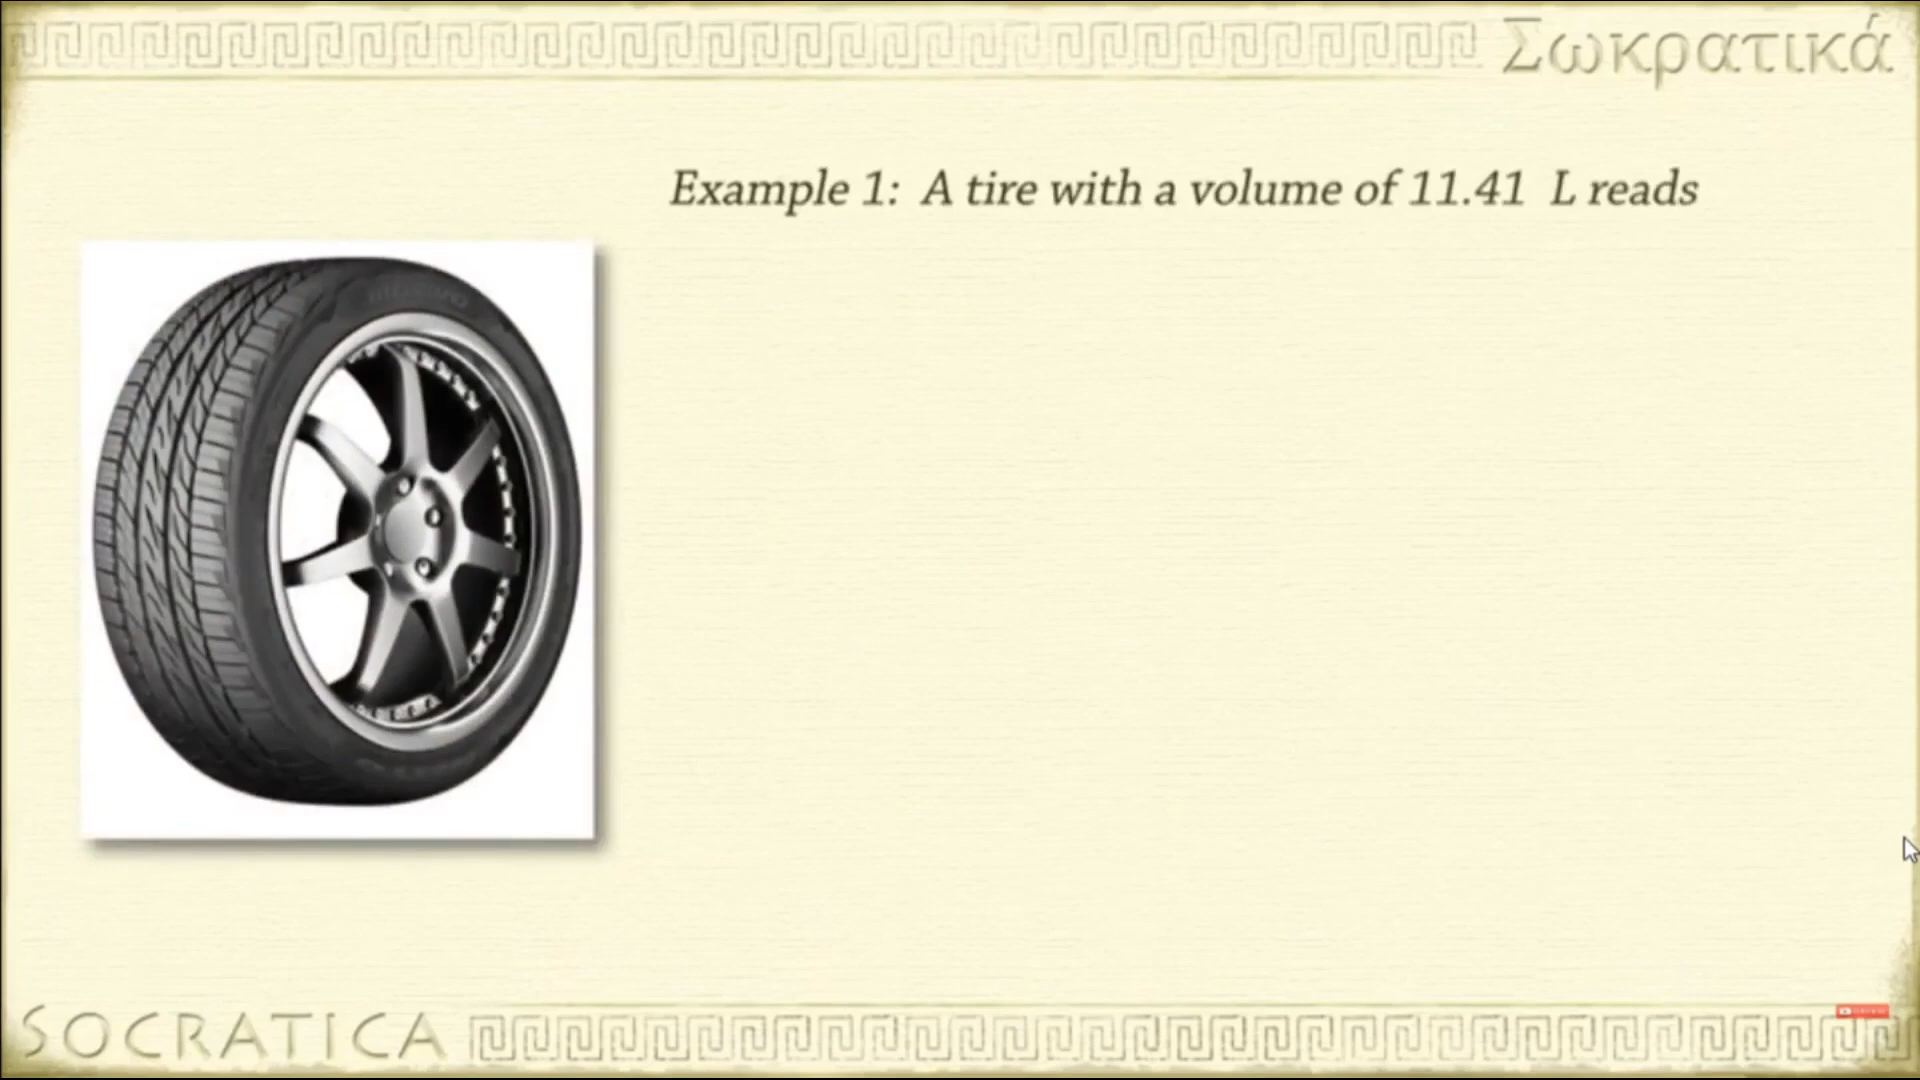 Σωκρατικά
Example 1: A tire with a volume of 11.41 L reads
SOCRATICA